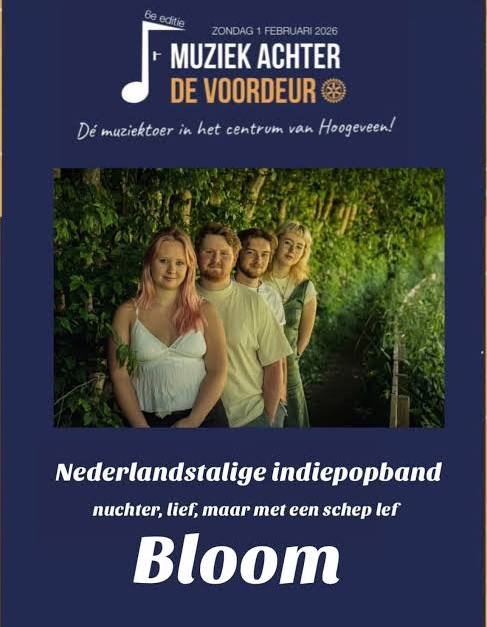 6e editie
ZONDAG 1 FEBRUARI 2026
MUZIEK ACHTER
DE VOORDEUR
Dé muziektoer in het centrum van Hoogeveen!
Nederlandstalige indiepopband
nuchter, lief, maar met een schep lef
Bloom